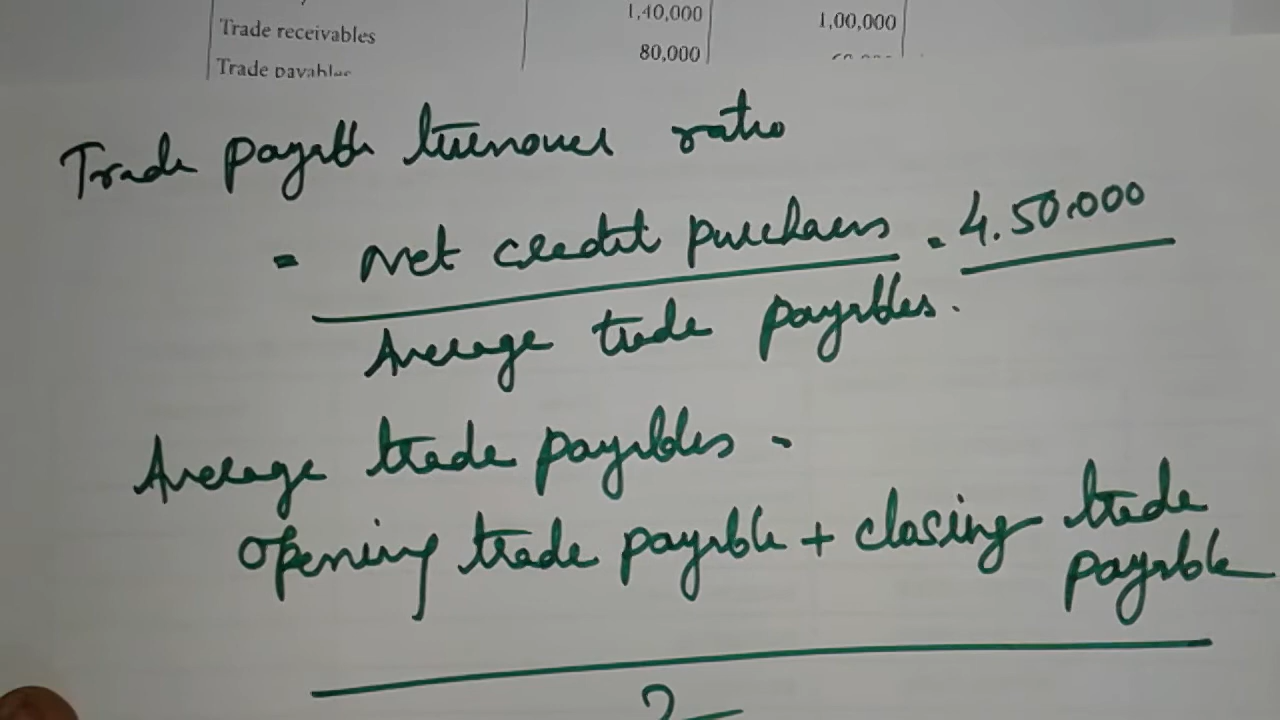 1,40,000 1,00,000
Trade receivables
80,000
Trade payables
Trade payable turnover ratio
= Net credit purchases = 4.50.000
Average trade payables.
Average trade payables =
opening trade payable + closing trade
payable
2